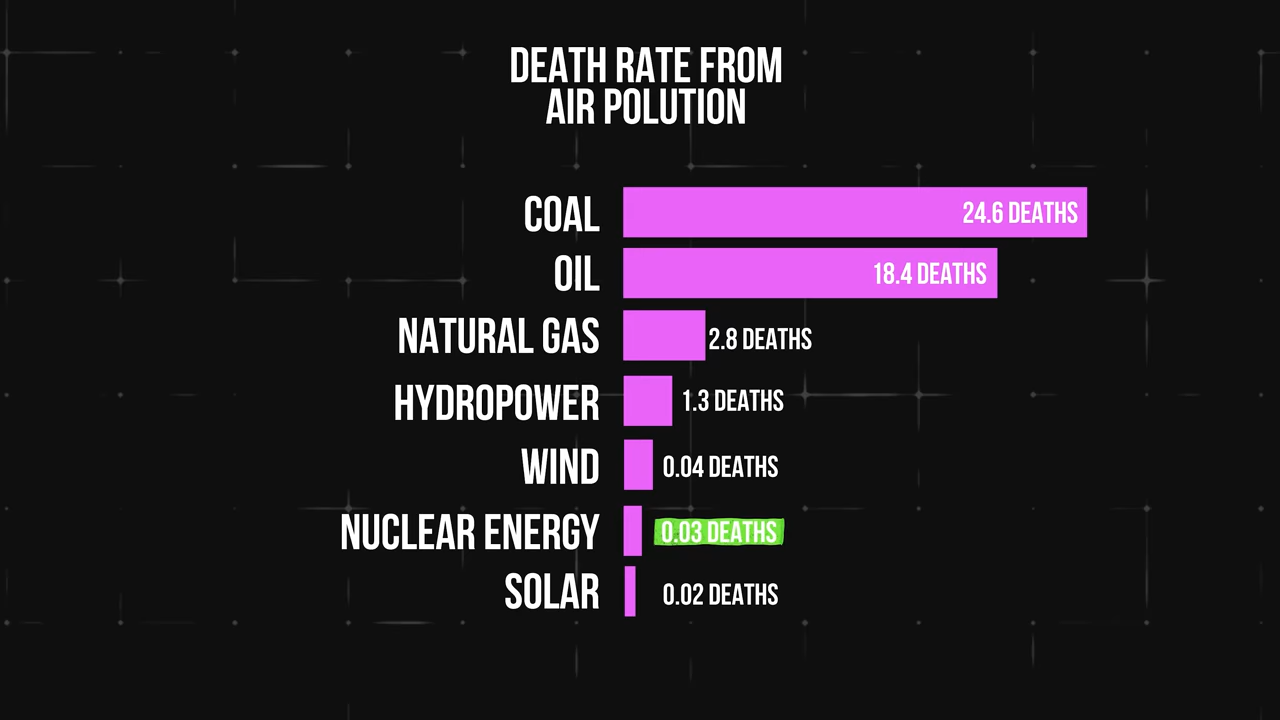 DEATH RATE FROM
AIR POLUTION
COAL 24.6 DEATHS
OIL 18.4 DEATHS
NATURAL GAS 2.8 DEATHS
HYDROPOWER 1.3 DEATHS
WIND 0.04 DEATHS
NUCLEAR ENERGY 0.03 DEATHS
SOLAR 0.02 DEATHS